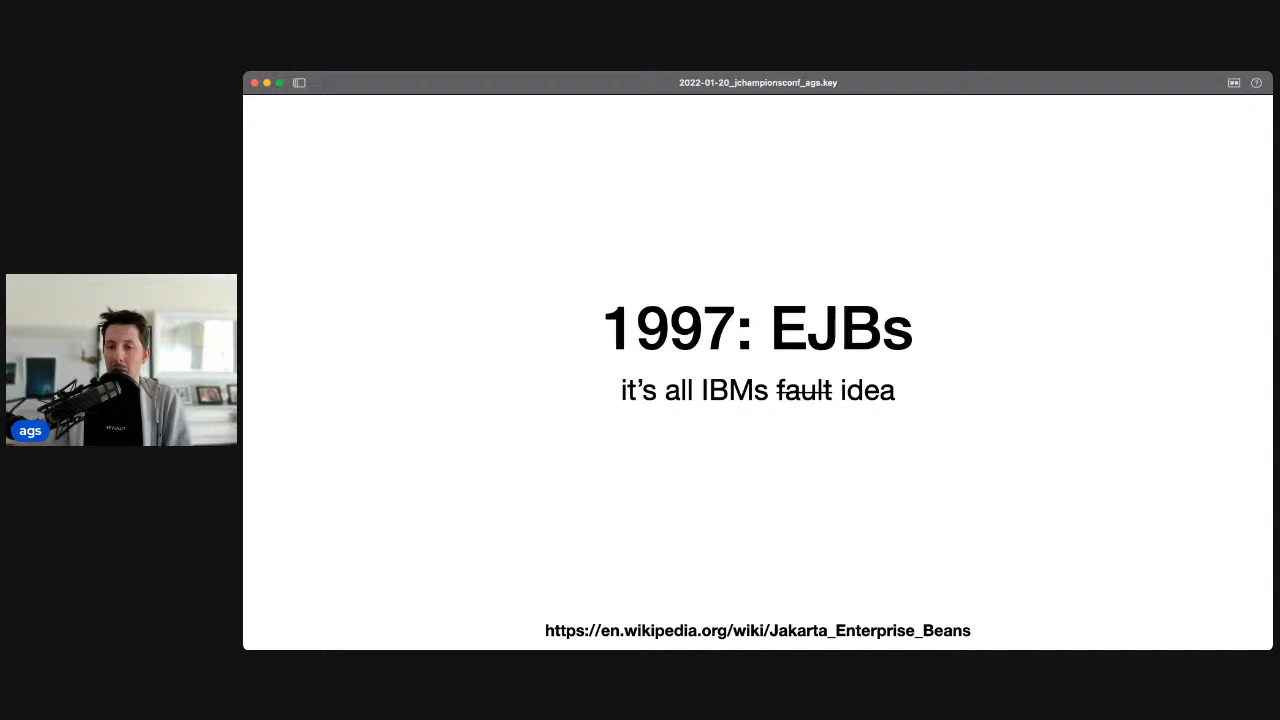 2022-01-20_jchampionsconf_ags.key
1997: EJBs
it's all IBMs fault idea
ags
https://en.wikipedia.org/wiki/Jakarta_Enterprise_Beans